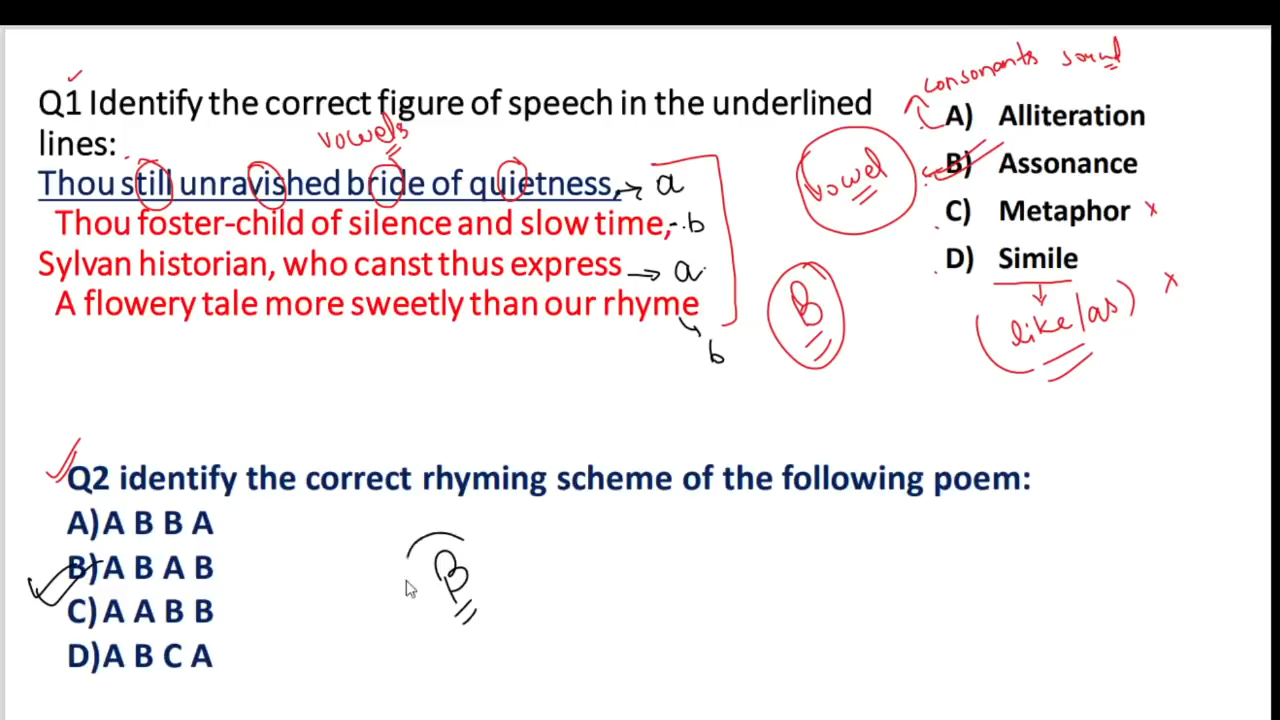 Q1 Identify the correct figure of speech in the underlined
lines:
vowels
Thou still unravished bride of quietness, → a
Thou foster-child of silence and slow time, - b
Sylvan historian, who canst thus express → a
A flowery tale more sweetly than our rhyme
b
vowel
B
consonants sound
A) Alliteration
B) Assonance
C) Metaphor x
D) Simile
(like/as) x
Q2 identify the correct rhyming scheme of the following poem:
A)A B B A
B)A B A B
C)A A B B
D)A B C A
B